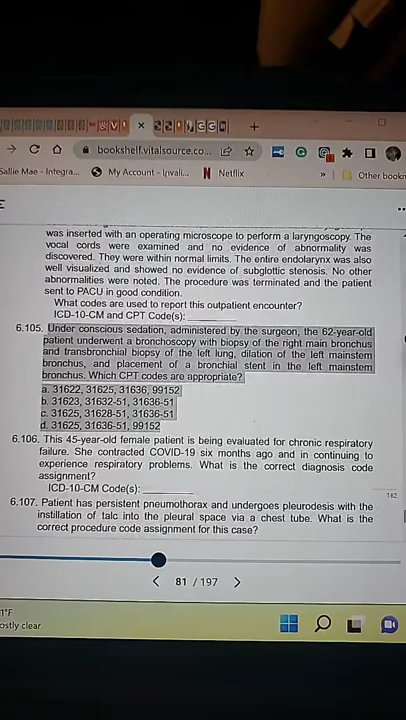 bookshelf.vitalsource.co...
Sallie Mae - Integra...
My Account – Invali...
Netflix
»
Other bookm
was inserted with an operating microscope to perform a laryngoscopy. The
vocal cords were examined and no evidence of abnormality was
discovered. They were within normal limits. The entire endolarynx was also
well visualized and showed no evidence of subglottic stenosis. No other
abnormalities were noted. The procedure was terminated and the patient
sent to PACU in good condition.
What codes are used to report this outpatient encounter?
ICD-10-CM and CPT Code(s): ________
6.105. Under conscious sedation, administered by the surgeon, the 62-year-old
patient underwent a bronchoscopy with biopsy of the right main bronchus
and transbronchial biopsy of the left lung, dilation of the left mainstem
bronchus, and placement of a bronchial stent in the left mainstem
bronchus. Which CPT codes are appropriate?
a. 31622, 31625, 31636, 99152
b. 31623, 31632-51, 31636-51
c. 31625, 31628-51, 31636-51
d. 31625, 31636-51, 99152
6.106. This 45-year-old female patient is being evaluated for chronic respiratory
failure. She contracted COVID-19 six months ago and in continuing to
experience respiratory problems. What is the correct diagnosis code
assignment?
ICD-10-CM Code(s): ________
162
6.107. Patient has persistent pneumothorax and undergoes pleurodesis with the
instillation of talc into the pleural space via a chest tube. What is the
correct procedure code assignment for this case?
81 / 197
1°F
ostly clear